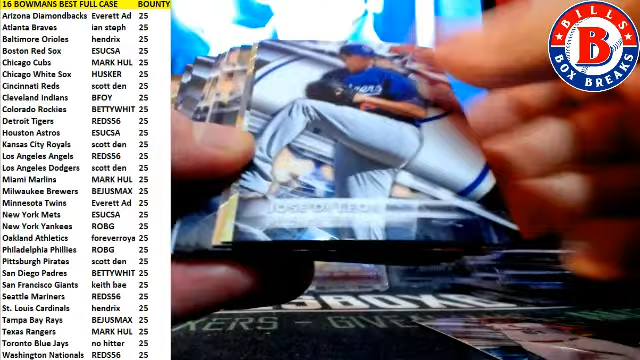 16 BOWMANS BEST FULL CASE BOUNTY
Arizona Diamondbacks Everett Ad 25
Atlanta Braves ian steph 25
Baltimore Orioles hendrix 25
Boston Red Sox ESUCSA 25
Chicago Cubs MARK HUL 25
Chicago White Sox HUSKER 25
Cincinnati Reds scott den 25
Cleveland Indians BFOY 25
Colorado Rockies BETTYWHIT 25
Detroit Tigers REDS56 25
Houston Astros ESUCSA 25
Kansas City Royals scott den 25
Los Angeles Angels REDS56 25
Los Angeles Dodgers scott den 25
Miami Marlins MARK HUL 25
Milwaukee Brewers BEJUSMAX 25
Minnesota Twins Everett Ad 25
New York Mets ESUCSA 25
New York Yankees ROBG 25
Oakland Athletics foreverroya 25
Philadelphia Phillies ROBG 25
Pittsburgh Pirates scott den 25
San Diego Padres BETTYWHIT 25
San Francisco Giants keith bae 25
Seattle Mariners REDS56 25
St. Louis Cardinals hendrix 25
Tampa Bay Rays BEJUSMAX 25
Texas Rangers MARK HUL 25
Toronto Blue Jays no hitter 25
Washington Nationals REDS56 25
BILLS
B
BOX BREAKS
JOSE DE LEON